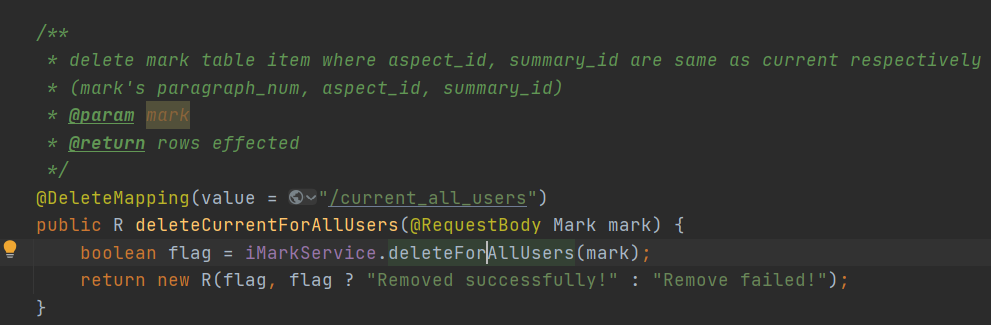 /**
 * delete mark table item where aspect_id, summary_id are same as current respectively
 * (mark's paragraph_num, aspect_id, summary_id)
 * @param mark
 * @return rows effected
 */
@DeleteMapping(value = "/current_all_users")
public R deleteCurrentForAllUsers(@RequestBody Mark mark) {
    boolean flag = iMarkService.deleteForAllUsers(mark);
    return new R(flag, flag ? "Removed successfully!" : "Remove failed!");
}